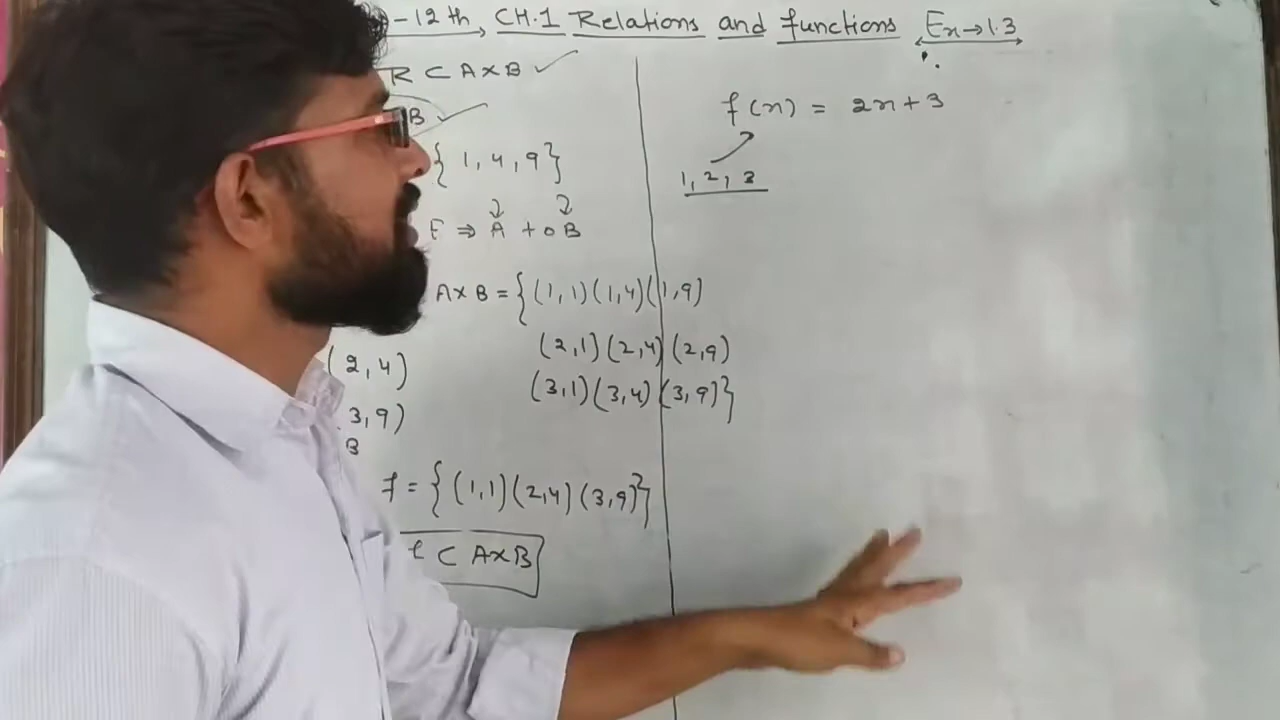 -12th, CH.1 Relations and functions Ex→1.3
R ⊂ A×B ✓
B ✓
{1,4,9}
F ⇒ A to B
A×B = {(1,1)(1,4)(1,9)
(2,1)(2,4)(2,9)
(3,1)(3,4)(3,9)}
(2,4)
3,9)
B
f = {(1,1)(2,4)(3,9)}
f ⊂ A×B
f(x) = 2x+3
1,2,3